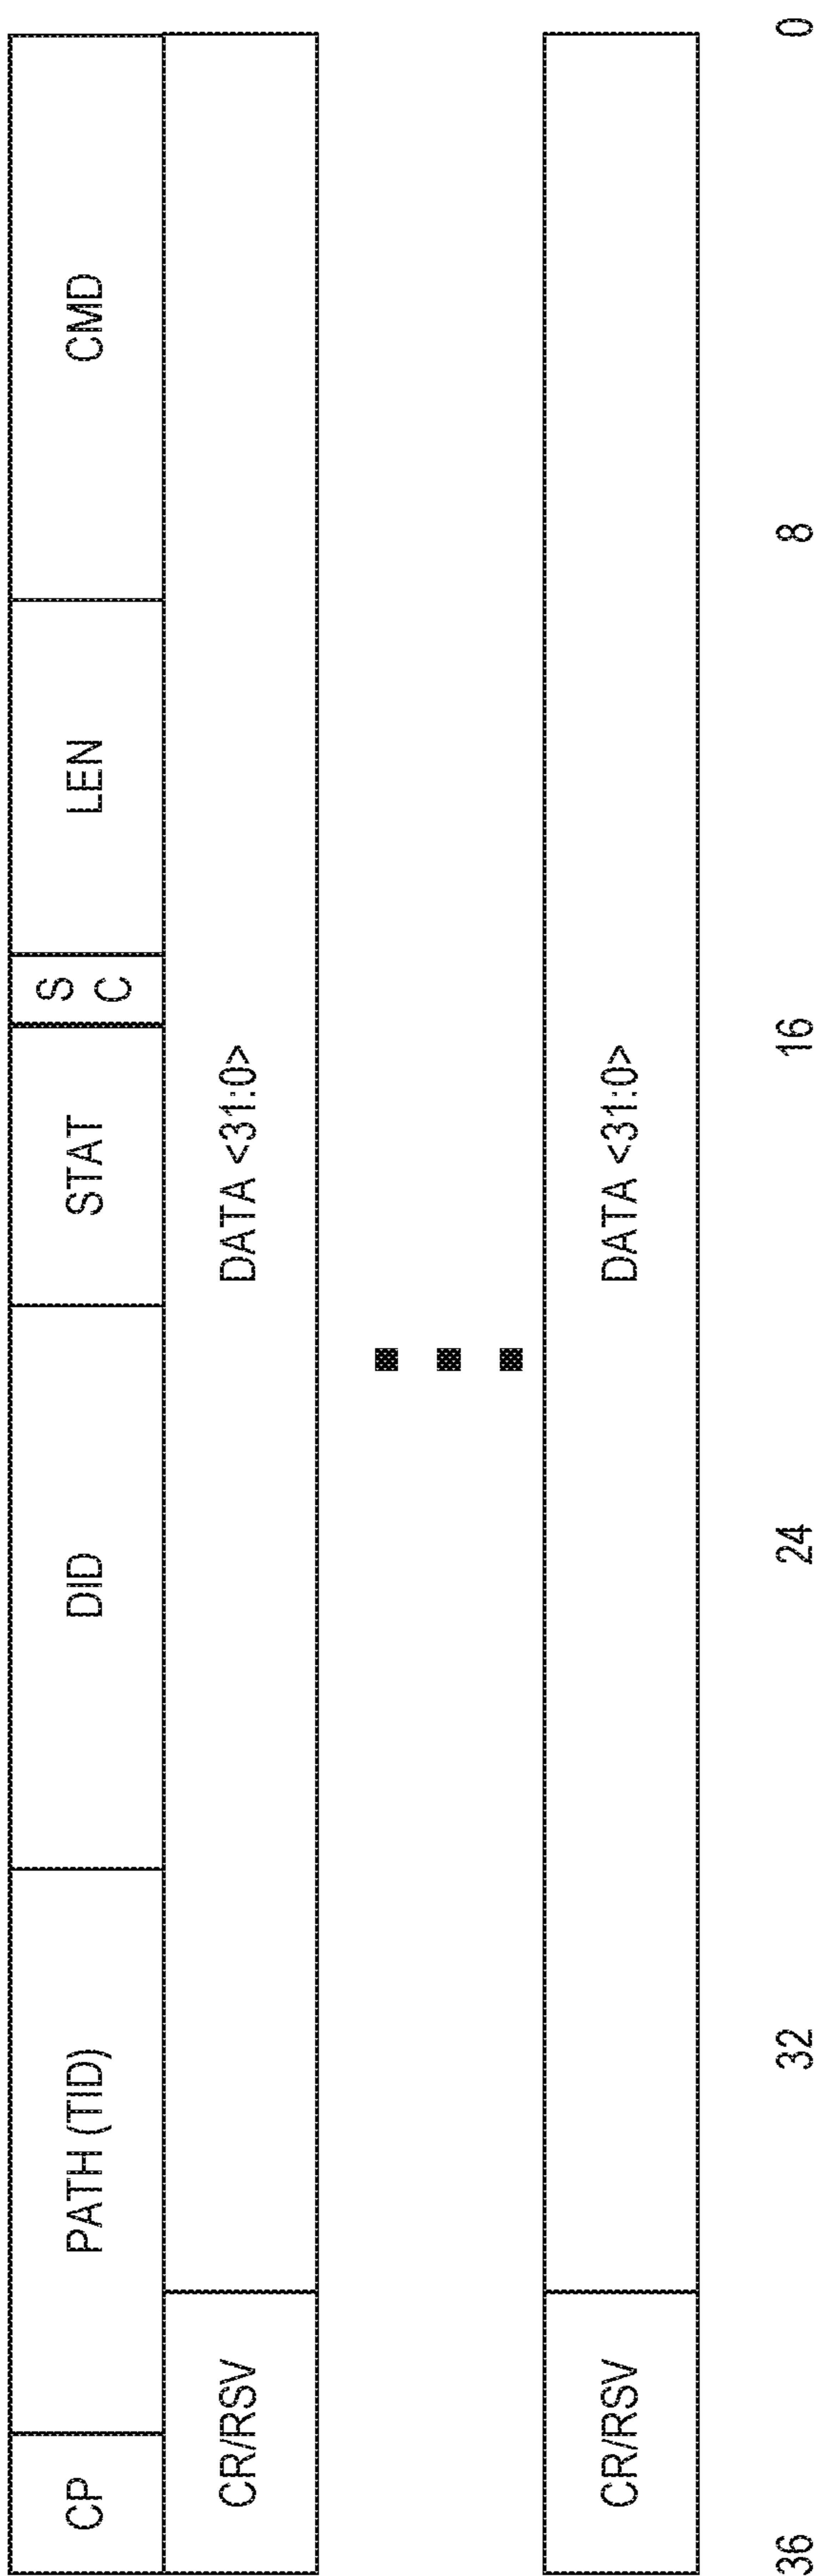 CP PATH (TID) DID STAT SC LEN CMD
CR/RSV DATA <31:0>
CR/RSV DATA <31:0>
36 32 24 16 8 0